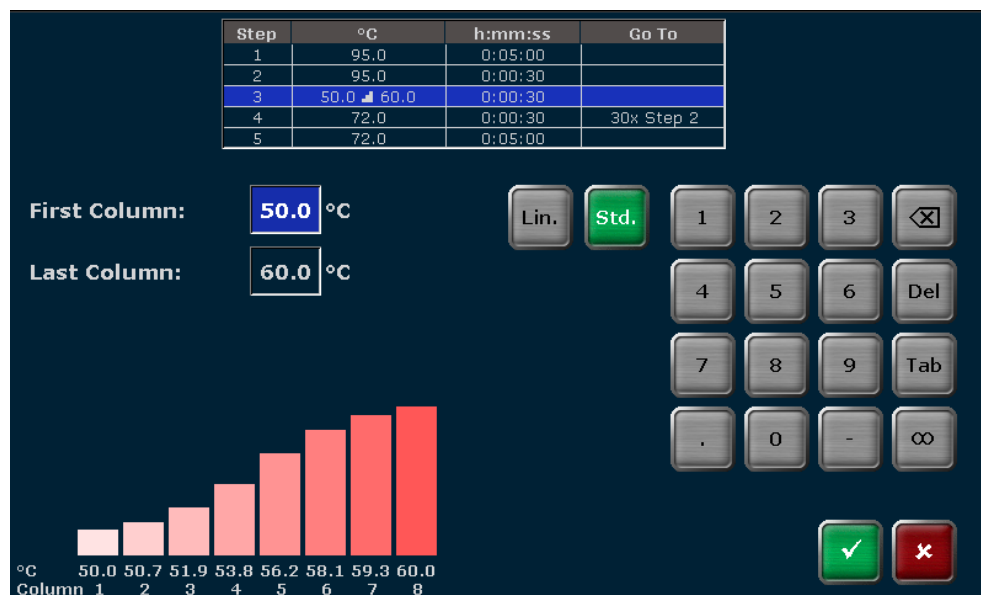 Step °C h:mm:ss Go To
1 95.0 0:05:00
2 95.0 0:00:30
3 50.0 60.0 0:00:30
4 72.0 0:00:30 30x Step 2
5 72.0 0:05:00
First Column: 50.0 °C
Lin. Std. 1 2 3
Last Column: 60.0 °C
4 5 6 Del
7 8 9 Tab
. 0 - ∞
°C 50.0 50.7 51.9 53.8 56.2 58.1 59.3 60.0
Column 1 2 3 4 5 6 7 8